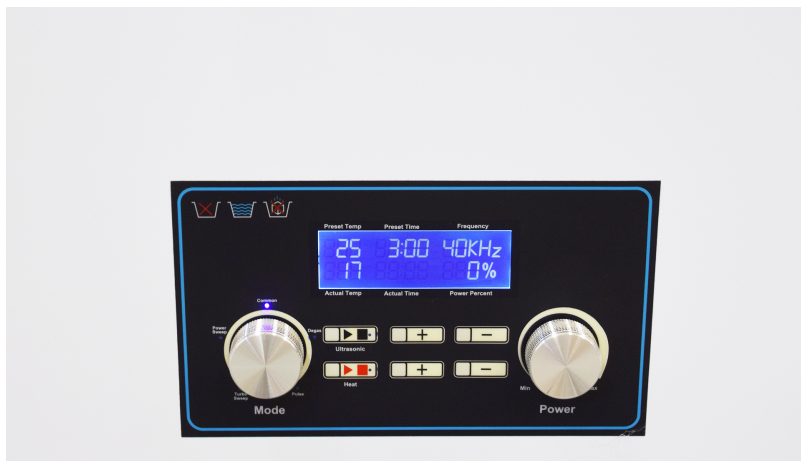 Preset Temp Preset Time Frequency
25 3:00 40KHz
17 0%
Actual Temp Actual Time Power Percent
Common
Power Sweep
Degas
Ultrasonic
+ −
Turbo Sweep
Pulse
Heat
+ −
Mode
Min
Power